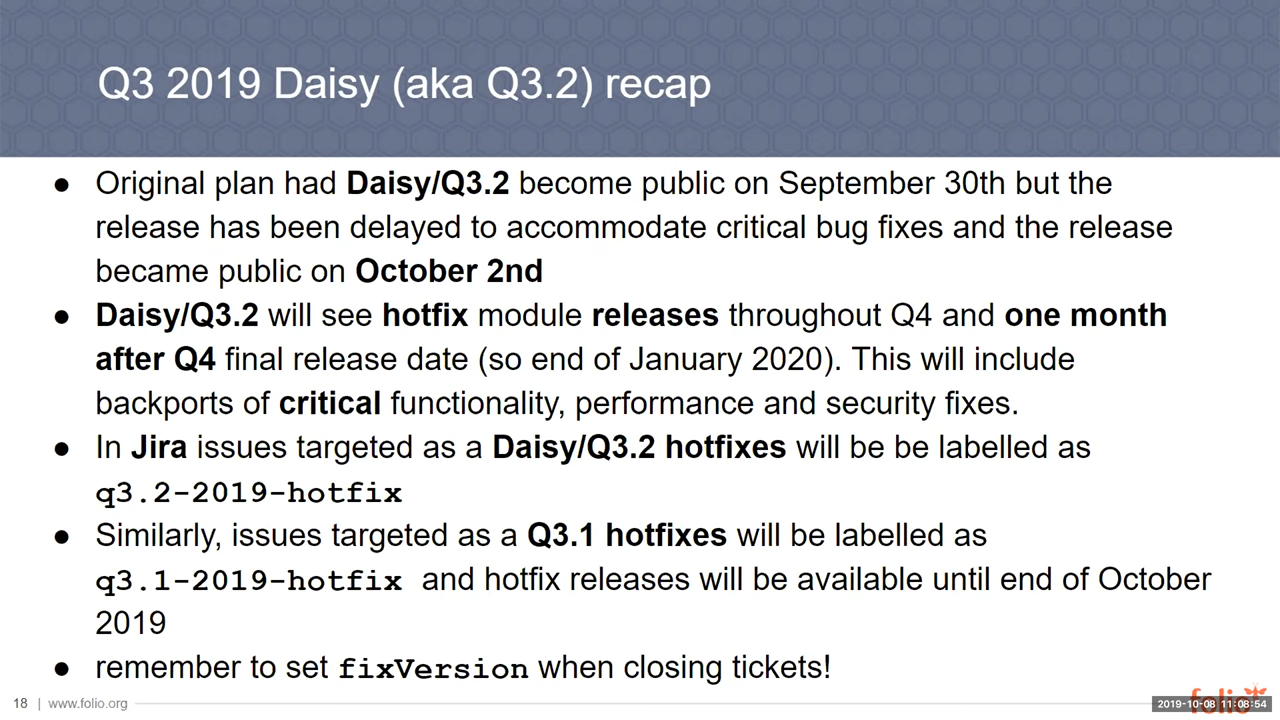 Q3 2019 Daisy (aka Q3.2) recap
● Original plan had Daisy/Q3.2 become public on September 30th but the
release has been delayed to accommodate critical bug fixes and the release
became public on October 2nd
● Daisy/Q3.2 will see hotfix module releases throughout Q4 and one month
after Q4 final release date (so end of January 2020). This will include
backports of critical functionality, performance and security fixes.
● In Jira issues targeted as a Daisy/Q3.2 hotfixes will be be labelled as
q3.2-2019-hotfix
● Similarly, issues targeted as a Q3.1 hotfixes will be labelled as
q3.1-2019-hotfix and hotfix releases will be available until end of October
2019
● remember to set fixVersion when closing tickets!
18 | www.folio.org
folio
2019-10-08 11:08:54